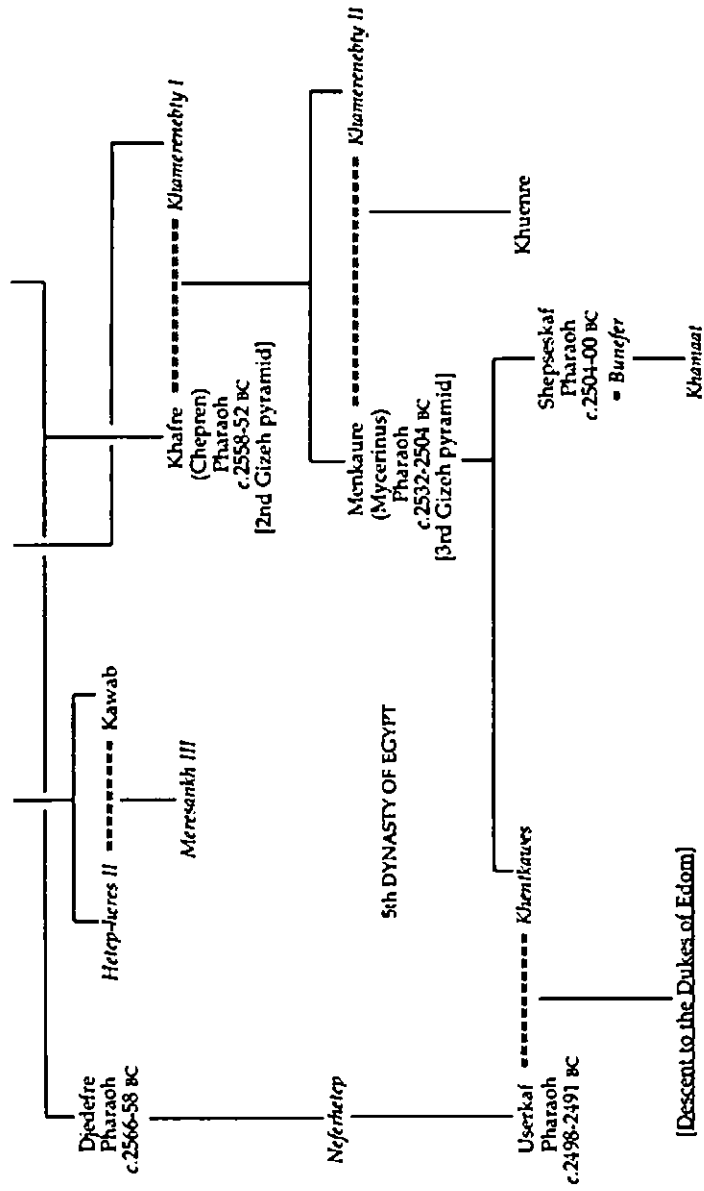 Djedefre
Pharaoh
c.2566-58 BC
Hetep-heres II
Kawab
Khafre
(Chepren)
Pharaoh
c.2558-52 BC
[2nd Gizeh pyramid]
Khamerenebty I
Meresankh III
Neferhetep
5th DYNASTY OF EGYPT
Menkaure
(Mycerinus)
Pharaoh
c.2532-2504 BC
[3rd Gizeh pyramid]
Khamerenebty II
Userkaf
Pharaoh
c.2498-2491 BC
Khentkawes
Shepseskaf
Pharaoh
c.2504-00 BC
= Bunefer
Khuenre
[Descent to the Dukes of Edom]
Khamaat